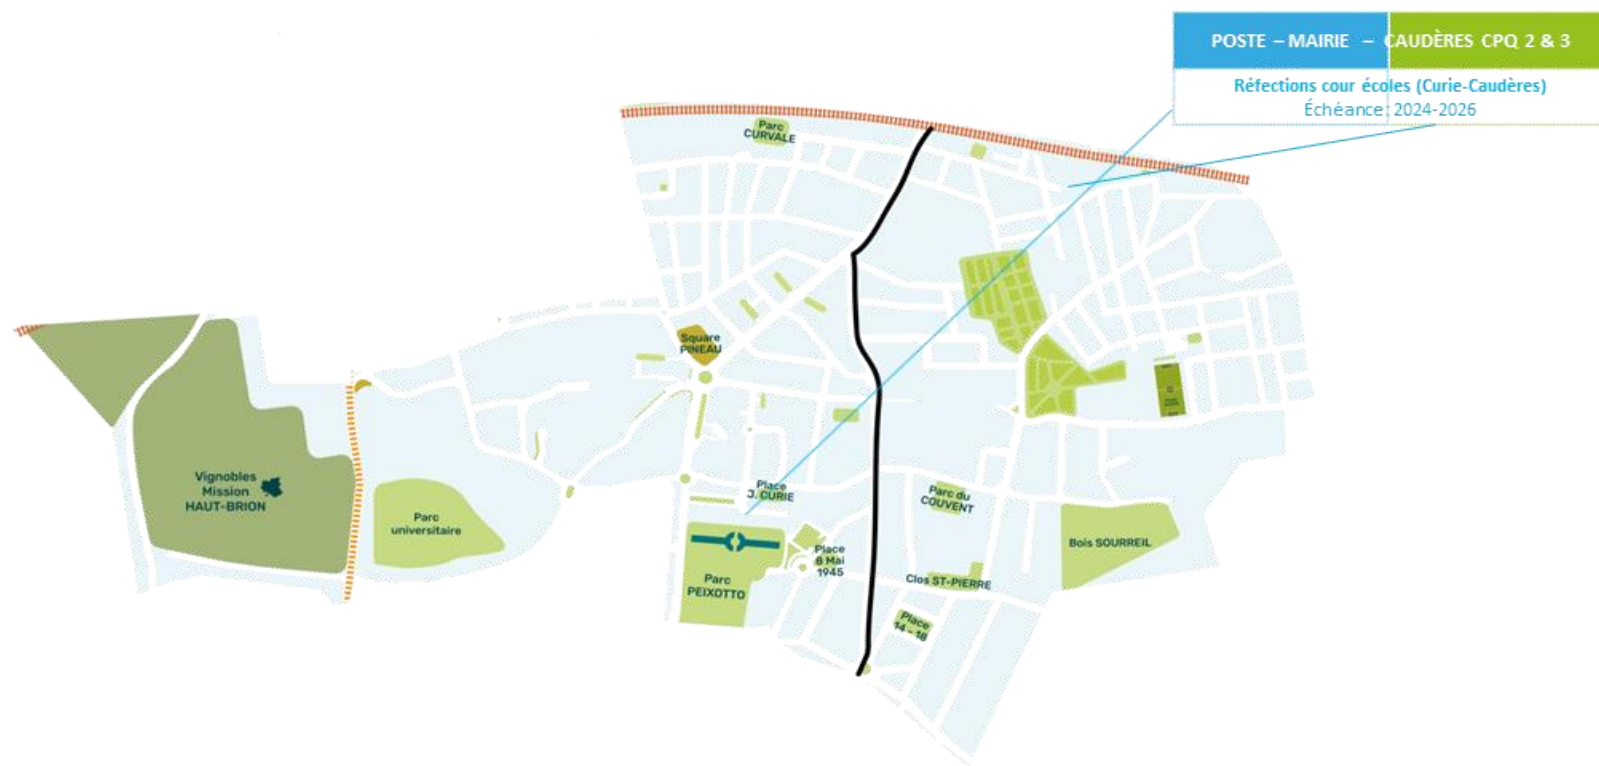 POSTE – MAIRIE – CAUDÈRES CPQ 2 & 3
Réfections cour écoles (Curie-Caudères)
Échéance: 2024-2026
Parc
CURVALE
Square
PINEAU
Vignobles
Mission
HAUT-BRION
Parc
universitaire
Place
J. CURIE
Parc du
COUVENT
Bois SOURREIL
Place
8 Mai
1945
Parc
PEIXOTTO
Clos ST-PIERRE
Place
14 - 18